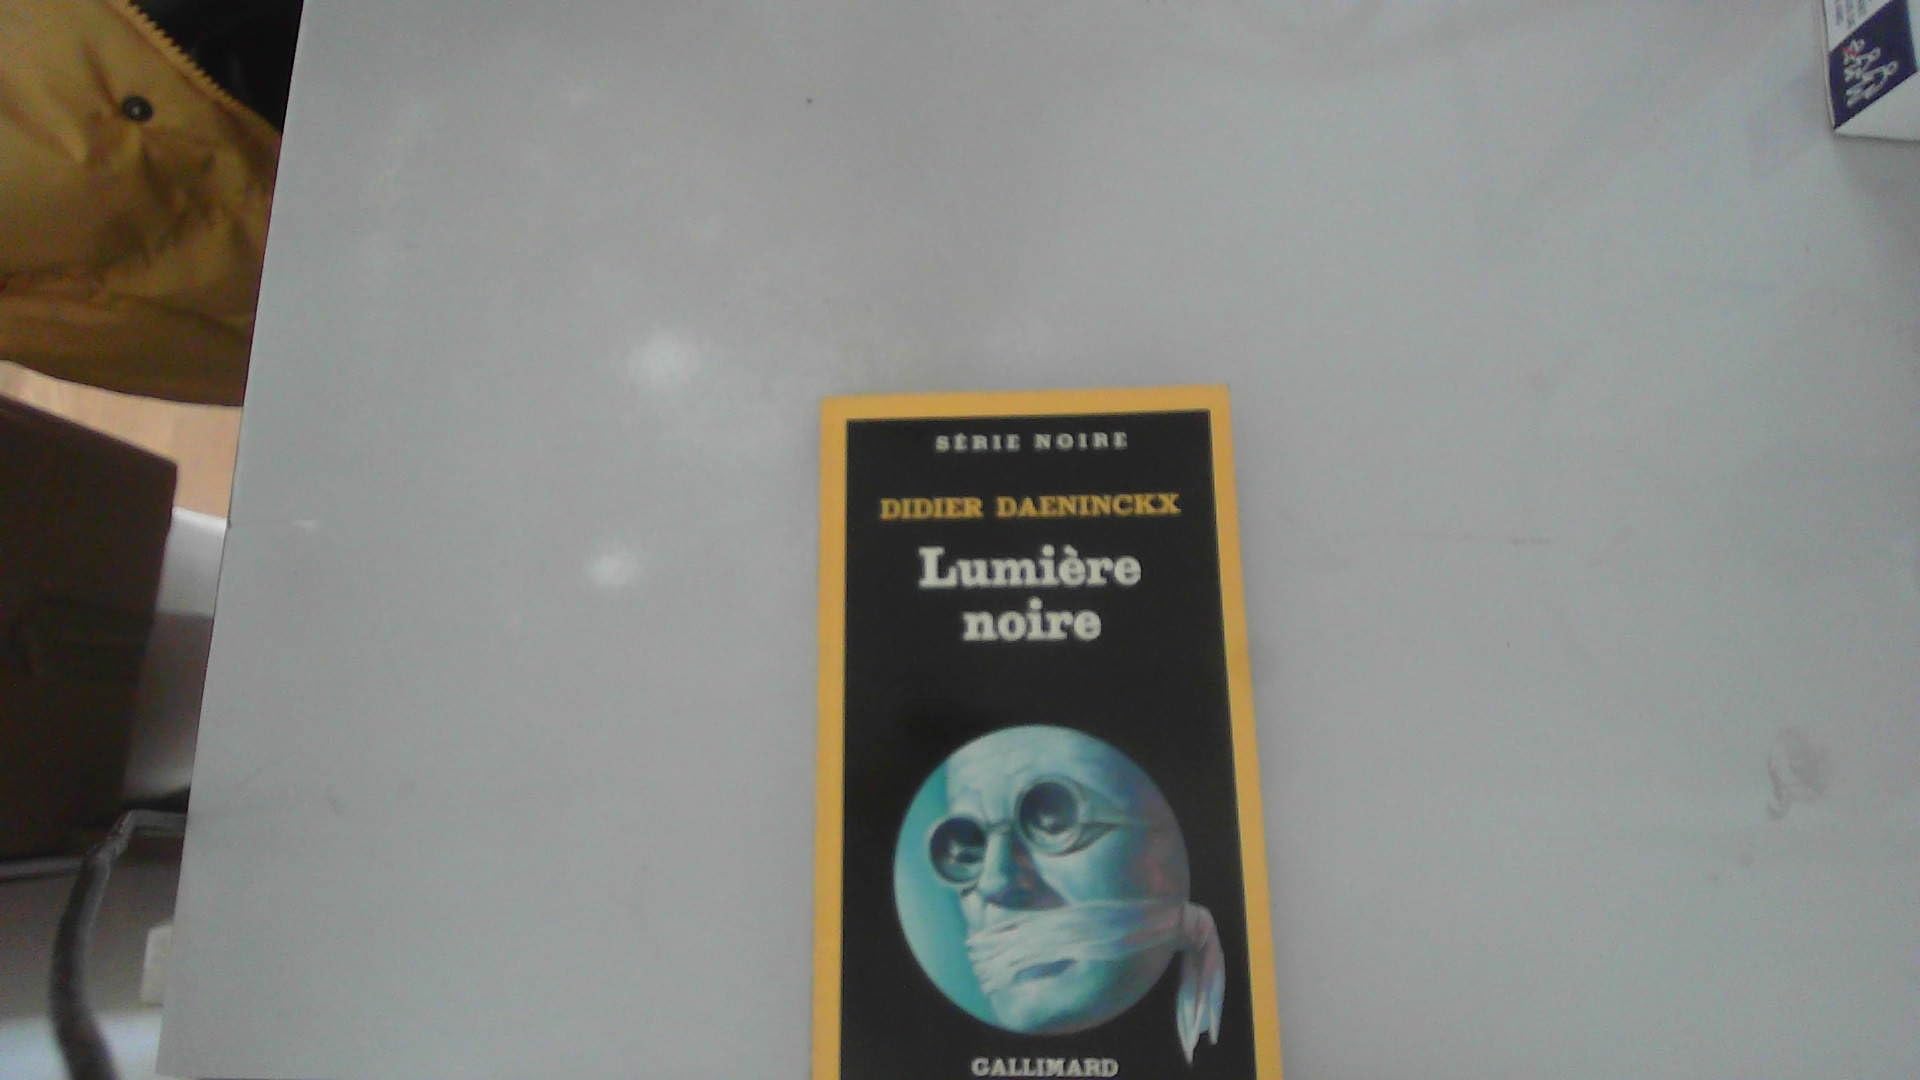 SÉRIE NOIRE
DIDIER DAENINCKX
Lumière
noire
GALLIMARD